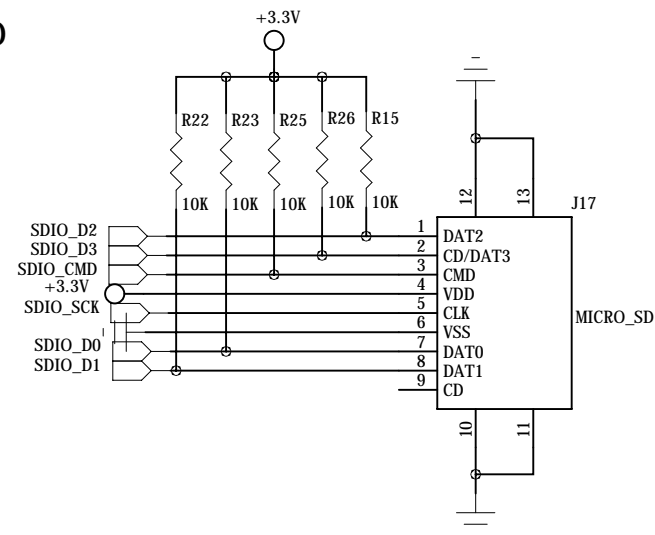 +3.3V
R22 R23 R25 R26 R15
10K 10K 10K 10K 10K
12 13
J17
SDIO_D2 1 DAT2
SDIO_D3 2 CD/DAT3
SDIO_CMD 3 CMD
+3.3V 4 VDD
SDIO_SCK 5 CLK
MICRO_SD
6 VSS
SDIO_D0 7 DAT0
SDIO_D1 8 DAT1
9 CD
10 11